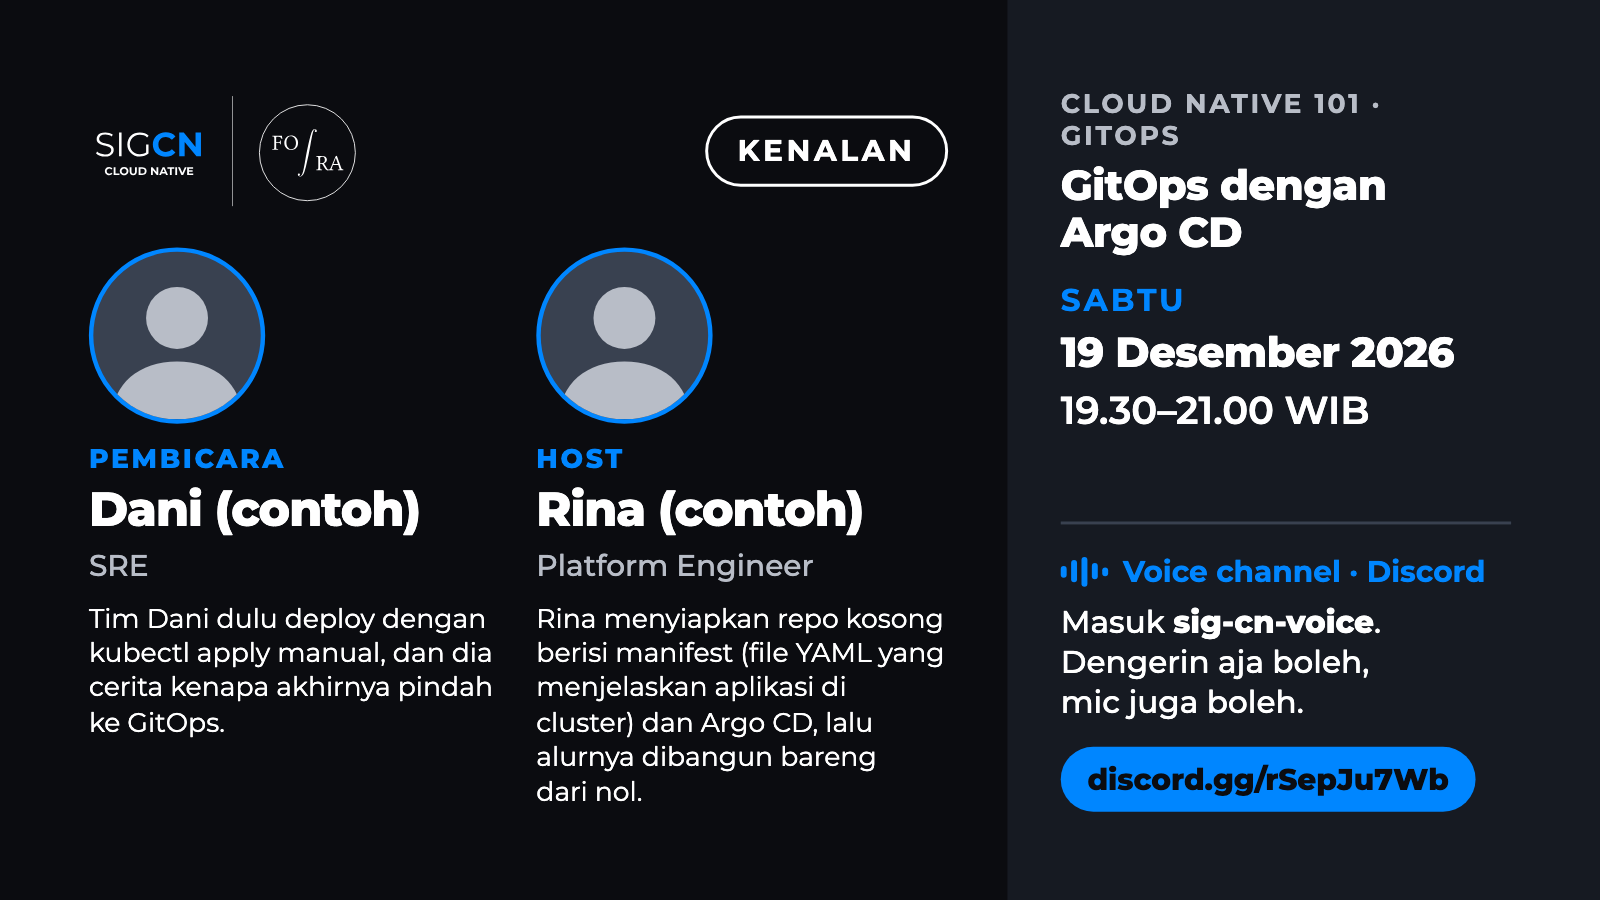 SIGCN
CLOUD NATIVE
FO∫RA
KENALAN
PEMBICARA
Dani (contoh)
SRE
Tim Dani dulu deploy dengan
kubectl apply manual, dan dia
cerita kenapa akhirnya pindah
ke GitOps.
HOST
Rina (contoh)
Platform Engineer
Rina menyiapkan repo kosong
berisi manifest (file YAML yang
menjelaskan aplikasi di
cluster) dan Argo CD, lalu
alurnya dibangun bareng
dari nol.
CLOUD NATIVE 101 ·
GITOPS
GitOps dengan
Argo CD
SABTU
19 Desember 2026
19.30–21.00 WIB
Voice channel · Discord
Masuk sig-cn-voice.
Dengerin aja boleh,
mic juga boleh.
discord.gg/rSepJu7Wb